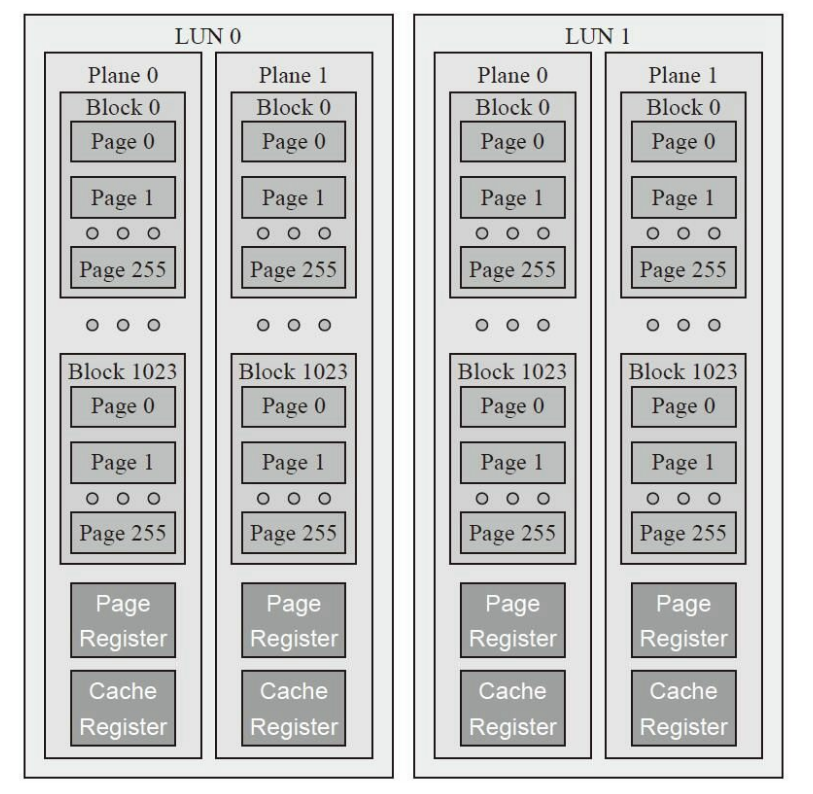 LUN 0
Plane 0
Block 0
Page 0
Page 1
Page 255
Block 1023
Page 0
Page 1
Page 255
Page
Register
Cache
Register
Plane 1
Block 0
Page 0
Page 1
Page 255
Block 1023
Page 0
Page 1
Page 255
Page
Register
Cache
Register
LUN 1
Plane 0
Block 0
Page 0
Page 1
Page 255
Block 1023
Page 0
Page 1
Page 255
Page
Register
Cache
Register
Plane 1
Block 0
Page 0
Page 1
Page 255
Block 1023
Page 0
Page 1
Page 255
Page
Register
Cache
Register